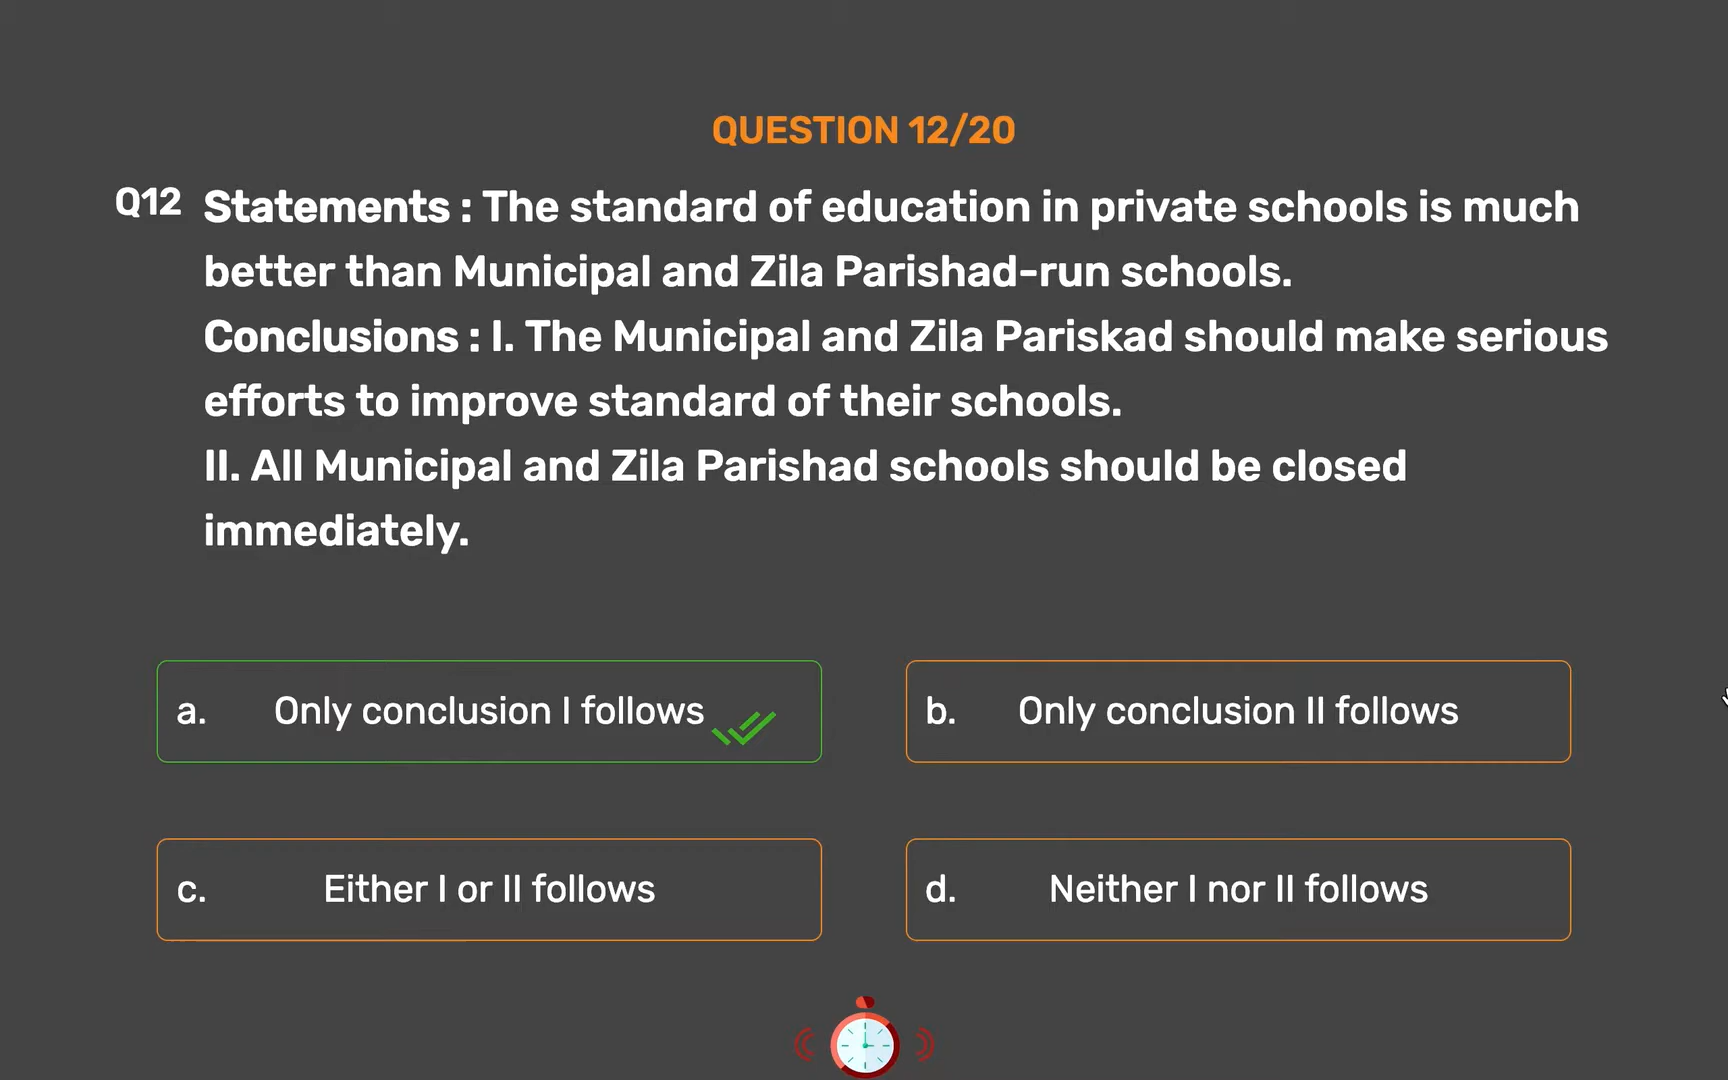 QUESTION 12/20
Q12 Statements : The standard of education in private schools is much
better than Municipal and Zila Parishad-run schools.
Conclusions : I. The Municipal and Zila Pariskad should make serious
efforts to improve standard of their schools.
II. All Municipal and Zila Parishad schools should be closed
immediately.
a. Only conclusion I follows
b. Only conclusion II follows
c. Either I or II follows
d. Neither I nor II follows